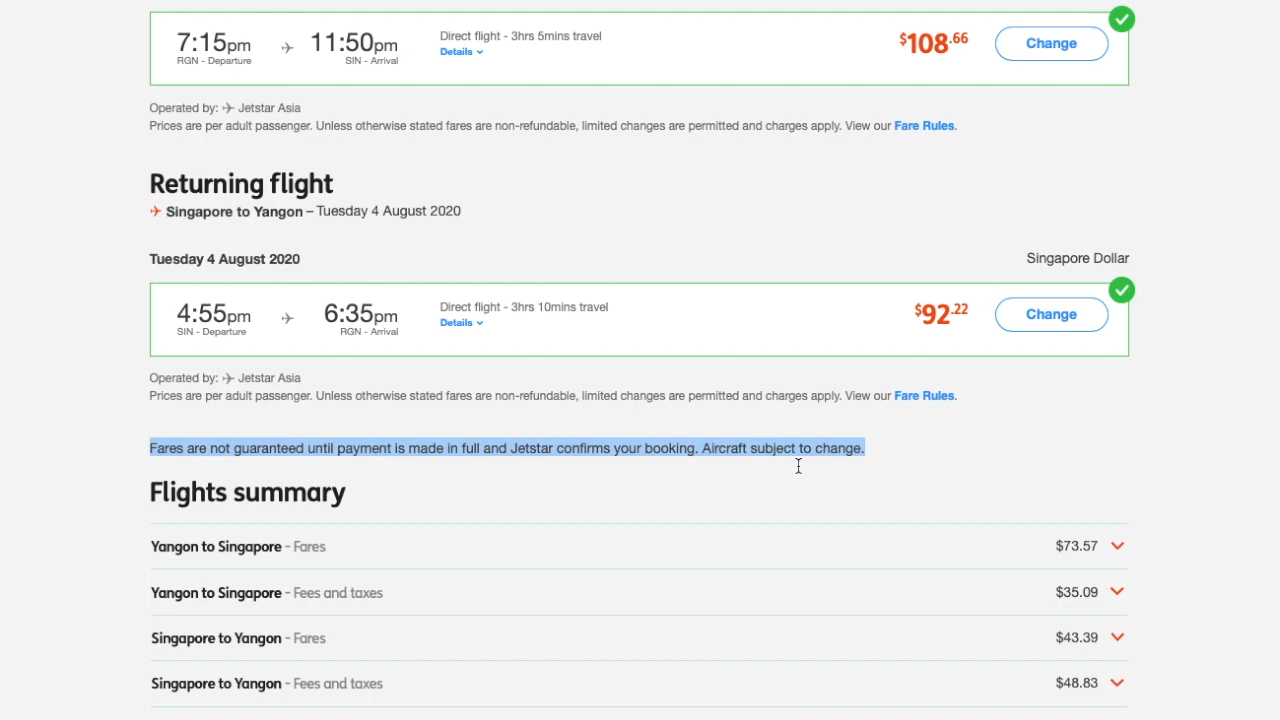 7:15pm 11:50pm Direct flight - 3hrs 5mins travel $108.66 Change
RGN - Departure SIN - Arrival Details
Operated by: Jetstar Asia
Prices are per adult passenger. Unless otherwise stated fares are non-refundable, limited changes are permitted and charges apply. View our Fare Rules.
Returning flight
Singapore to Yangon – Tuesday 4 August 2020
Tuesday 4 August 2020 Singapore Dollar
4:55pm 6:35pm Direct flight - 3hrs 10mins travel $92.22 Change
SIN - Departure RGN - Arrival Details
Operated by: Jetstar Asia
Prices are per adult passenger. Unless otherwise stated fares are non-refundable, limited changes are permitted and charges apply. View our Fare Rules.
Fares are not guaranteed until payment is made in full and Jetstar confirms your booking. Aircraft subject to change.
Flights summary
Yangon to Singapore - Fares $73.57
Yangon to Singapore - Fees and taxes $35.09
Singapore to Yangon - Fares $43.39
Singapore to Yangon - Fees and taxes $48.83